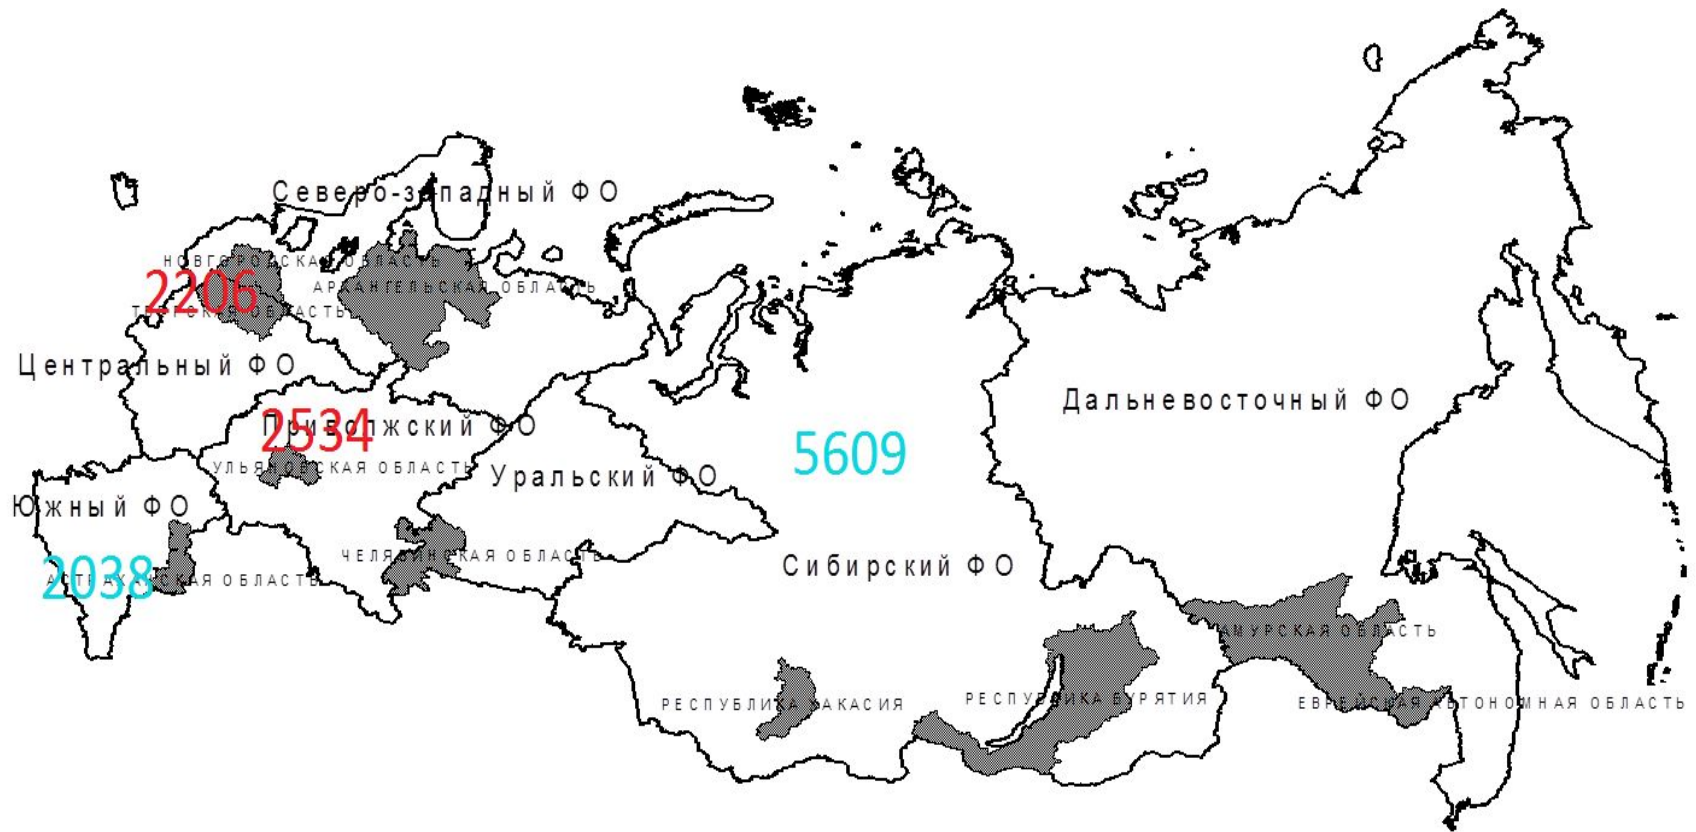 Северо-западный ФО
НОВГОРОДСКАЯ ОБЛАСТЬ
АРХАНГЕЛЬСКАЯ ОБЛАСТЬ
2206
ТВЕРСКАЯ ОБЛАСТЬ
Центральный ФО
Дальневосточный ФО
2534
Приволжский ФО
5609
УЛЬЯНОВСКАЯ ОБЛАСТЬ
Уральский ФО
Южный ФО
ЧЕЛЯБИНСКАЯ ОБЛАСТЬ
Сибирский ФО
2038
АСТРАХАНСКАЯ ОБЛАСТЬ
АМУРСКАЯ ОБЛАСТЬ
РЕСПУБЛИКА ХАКАСИЯ
РЕСПУБЛИКА БУРЯТИЯ
ЕВРЕЙСКАЯ АВТОНОМНАЯ ОБЛАСТЬ